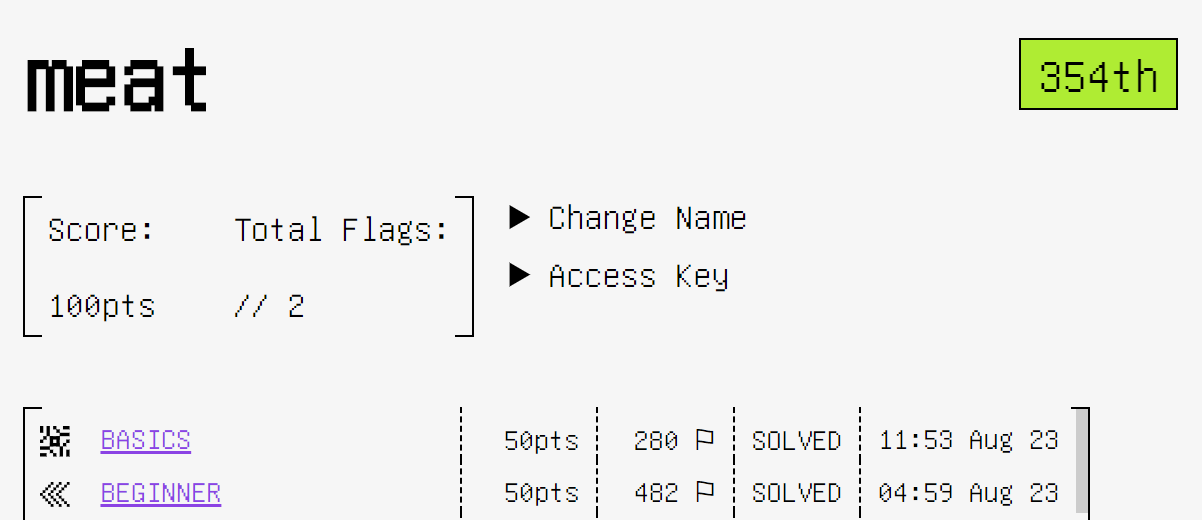 meat
354th
Score: Total Flags:
100pts // 2
▶ Change Name
▶ Access Key
BASICS 50pts 280 SOLVED 11:53 Aug 23
BEGINNER 50pts 482 SOLVED 04:59 Aug 23